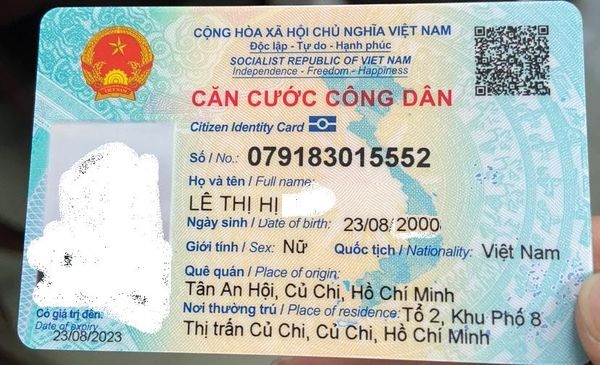 CỘNG HÒA XÃ HỘI CHỦ NGHĨA VIỆT NAM
Độc lập - Tự do - Hạnh phúc
SOCIALIST REPUBLIC OF VIET NAM
Independence - Freedom - Happiness
CĂN CƯỚC CÔNG DÂN
Citizen Identity Card
Số / No.: 079183015552
Họ và tên / Full name:
LÊ THỊ HỊ
Ngày sinh / Date of birth: 23/08/2000
Giới tính / Sex: Nữ Quốc tịch / Nationality: Việt Nam
Quê quán / Place of origin:
Tân An Hội, Củ Chi, Hồ Chí Minh
Nơi thường trú / Place of residence: Tổ 2, Khu Phố 8
Thị trấn Củ Chi, Củ Chi, Hồ Chí Minh
Có giá trị đến:
Date of expiry
23/08/2023